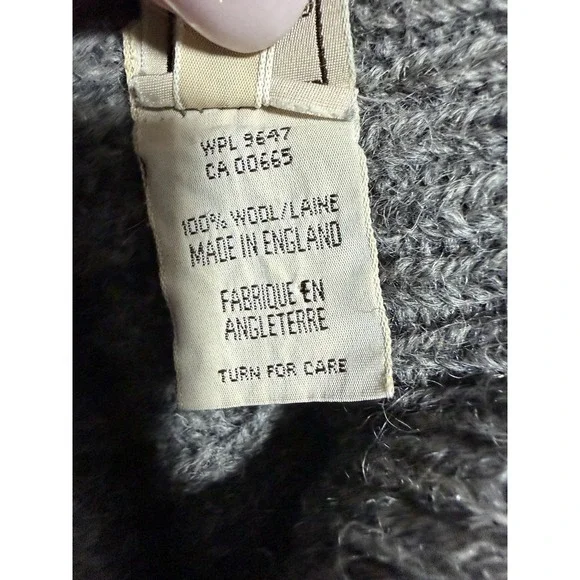 WPL 9647
CA 00665
100% WOOL/LAINE
MADE IN ENGLAND
FABRIQUE EN
ANGLETERRE
TURN FOR CARE